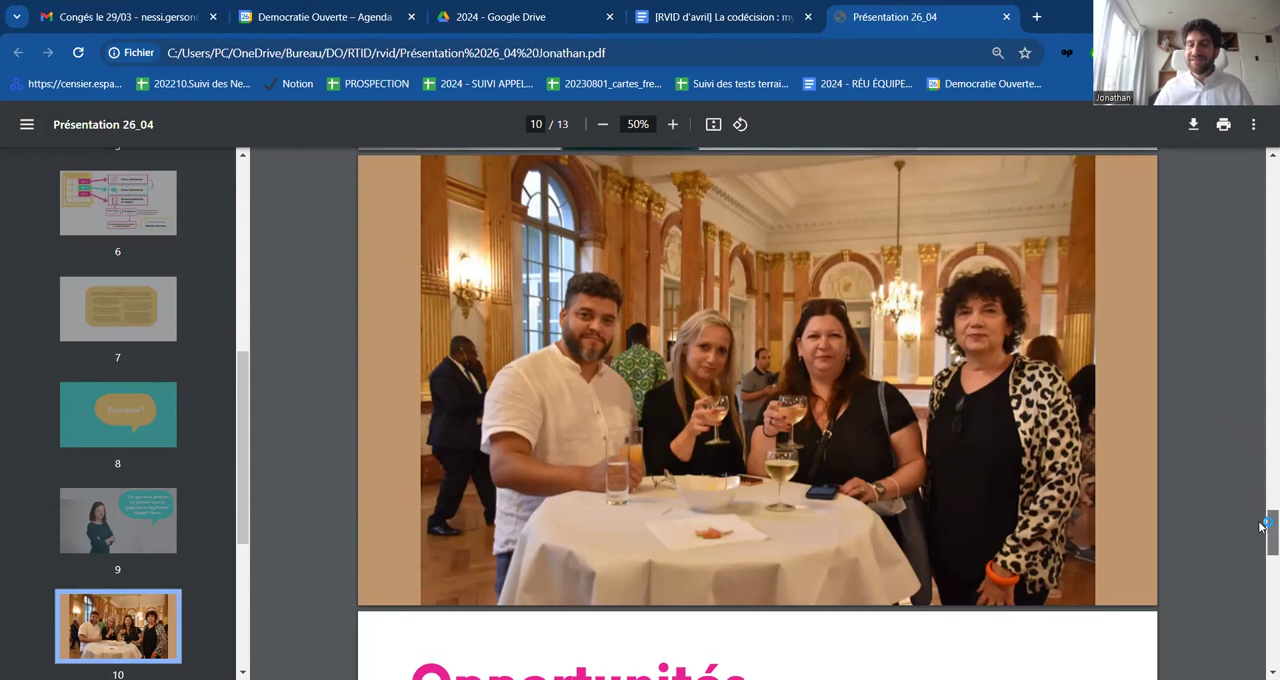 Congés le 29/03 - nessi.gerson
Democratie Ouverte – Agenda
2024 - Google Drive
[RVID d'avril] La codécision : my
Présentation 26_04
Fichier
C:/Users/PC/OneDrive/Bureau/DO/RTID/rvid/Présentation%2026_04%20Jonathan.pdf
https://censier.espa...
202210.Suivi des Ne...
Notion
PROSPECTION
2024 - SUIVI APPEL...
20230801_cartes_fre...
Suivi des tests terrai...
2024 - RÉU ÉQUIPE...
Democratie Ouverte...
Jonathan
Présentation 26_04
10 / 13
50%
6
7
Pourquoi ?
8
9
10
Opportunités